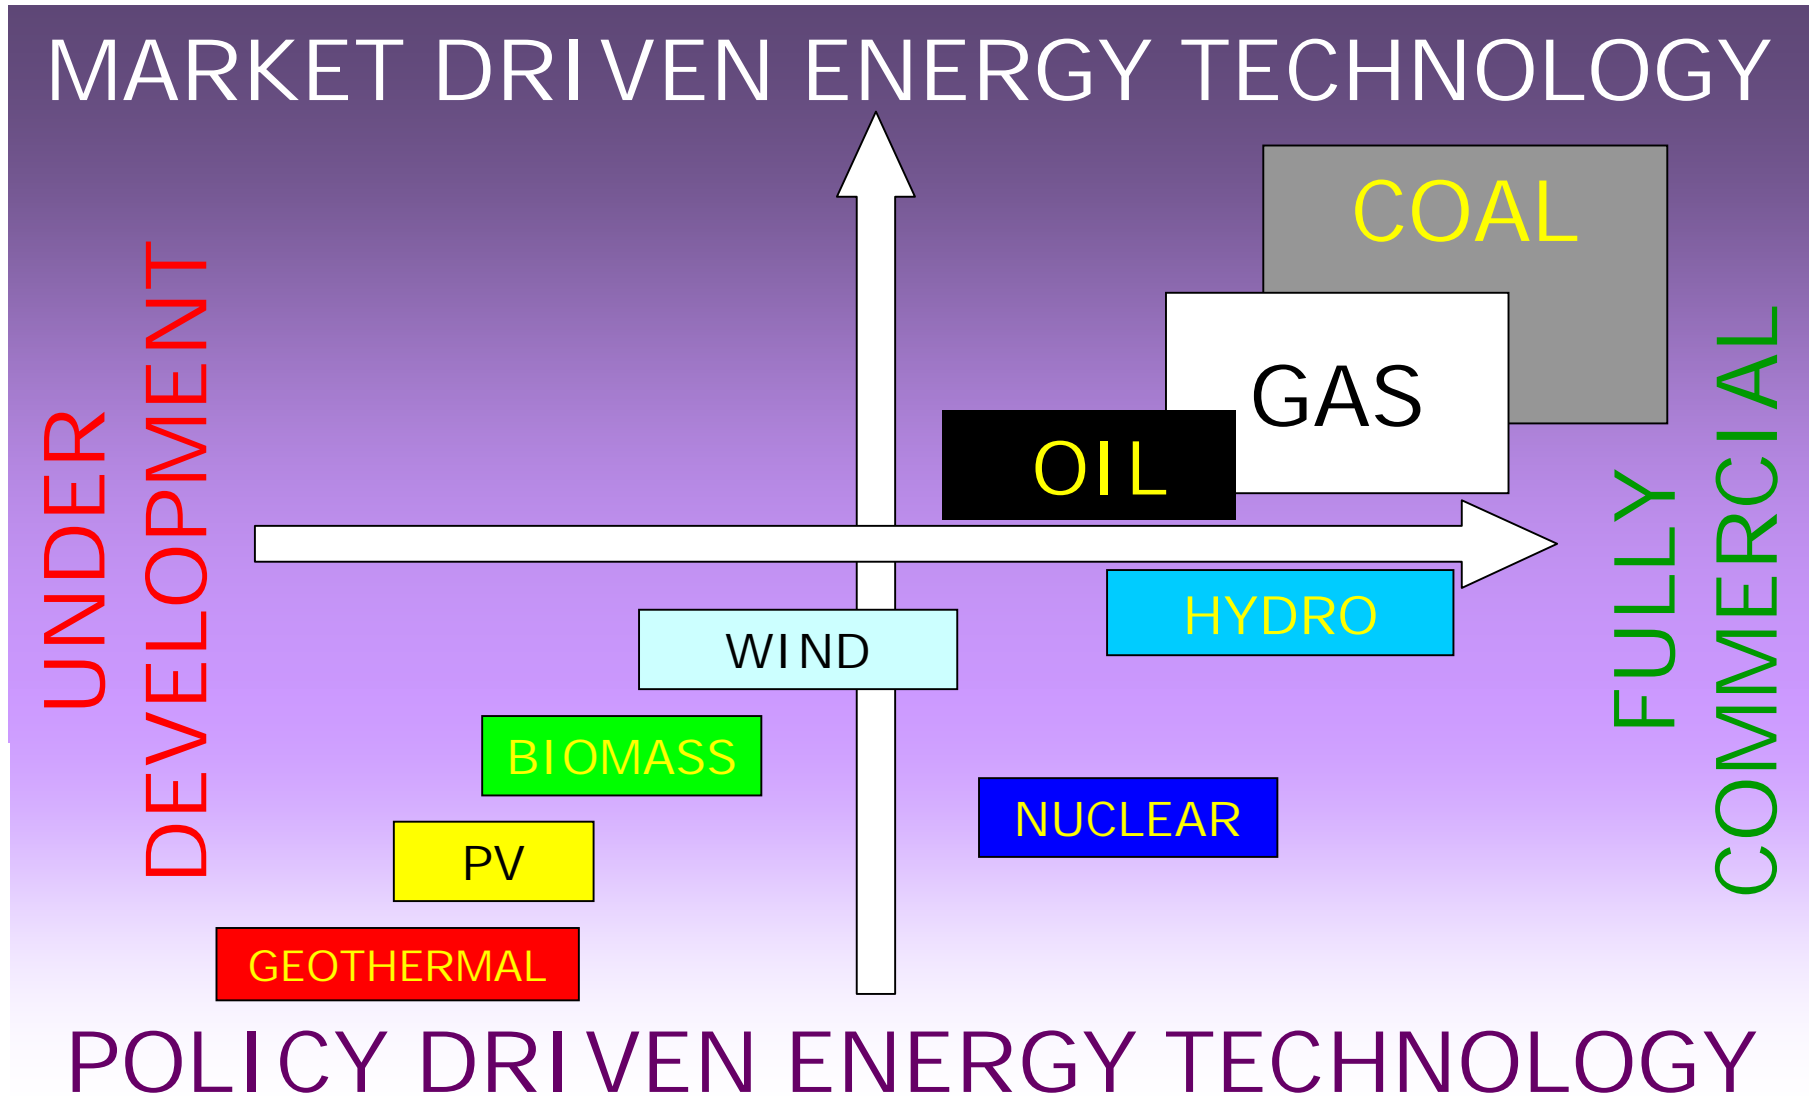 MARKET DRIVEN ENERGY TECHNOLOGY
COAL
GAS
OIL
UNDER
DEVELOPMENT
FULLY
COMMERCIAL
HYDRO
WIND
BIOMASS
NUCLEAR
PV
GEOTHERMAL
POLICY DRIVEN ENERGY TECHNOLOGY